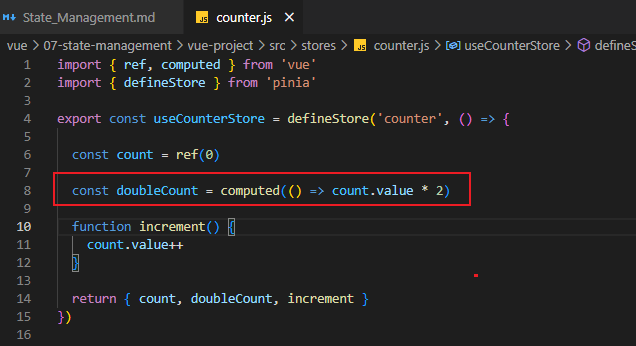 State_Management.md
JS counter.js ×
vue > 07-state-management > vue-project > src > stores > JS counter.js > useCounterStore > defineS
1 import { ref, computed } from 'vue'
2 import { defineStore } from 'pinia'
3
4 export const useCounterStore = defineStore('counter', () => {
5
6 const count = ref(0)
7
8 const doubleCount = computed(() => count.value * 2)
9
10 function increment() {
11 count.value++
12 }
13
14 return { count, doubleCount, increment }
15 })
16